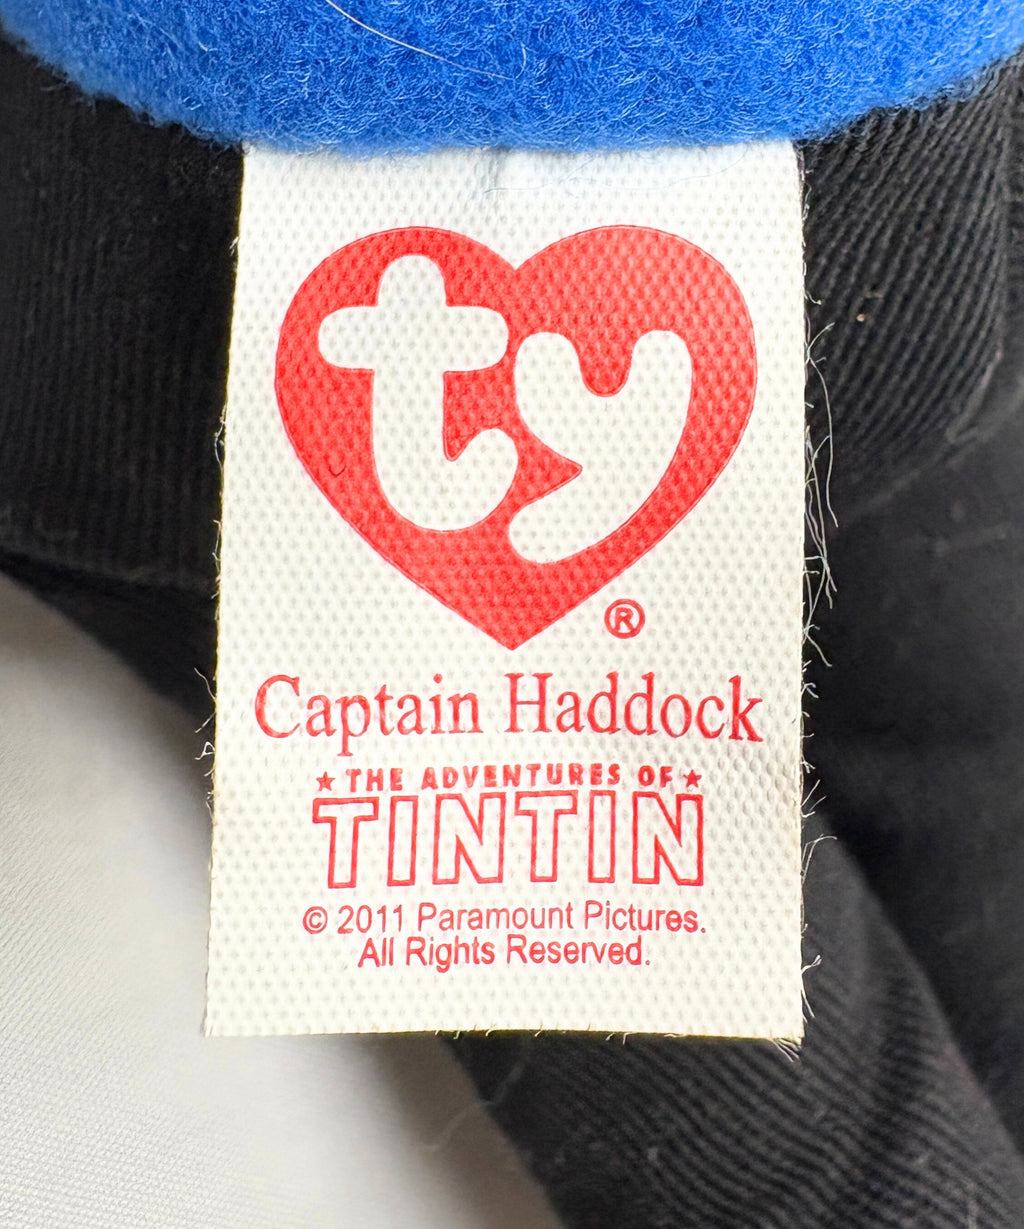 ty
®
Captain Haddock
★ THE ADVENTURES OF ★
TINTIN
© 2011 Paramount Pictures.
All Rights Reserved.